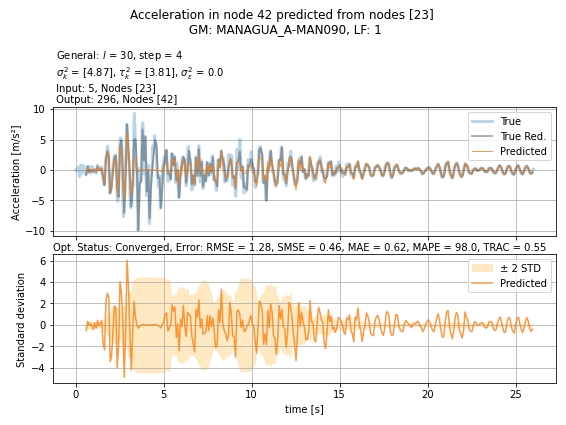 Acceleration in node 42 predicted from nodes [23]
GM: MANAGUA_A-MAN090, LF: 1
General: l = 30, step = 4
σ²ₖ = [4.87], τ²ₖ = [3.81], σ²ε = 0.0
Input: 5, Nodes [23]
Output: 296, Nodes [42]
Acceleration [m/s²]
10
5
0
−5
−10
True
True Red.
Predicted
Opt. Status: Converged, Error: RMSE = 1.28, SMSE = 0.46, MAE = 0.62, MAPE = 98.0, TRAC = 0.55
Standard deviation
6
4
2
0
−2
−4
± 2 STD
Predicted
0 5 10 15 20 25
time [s]